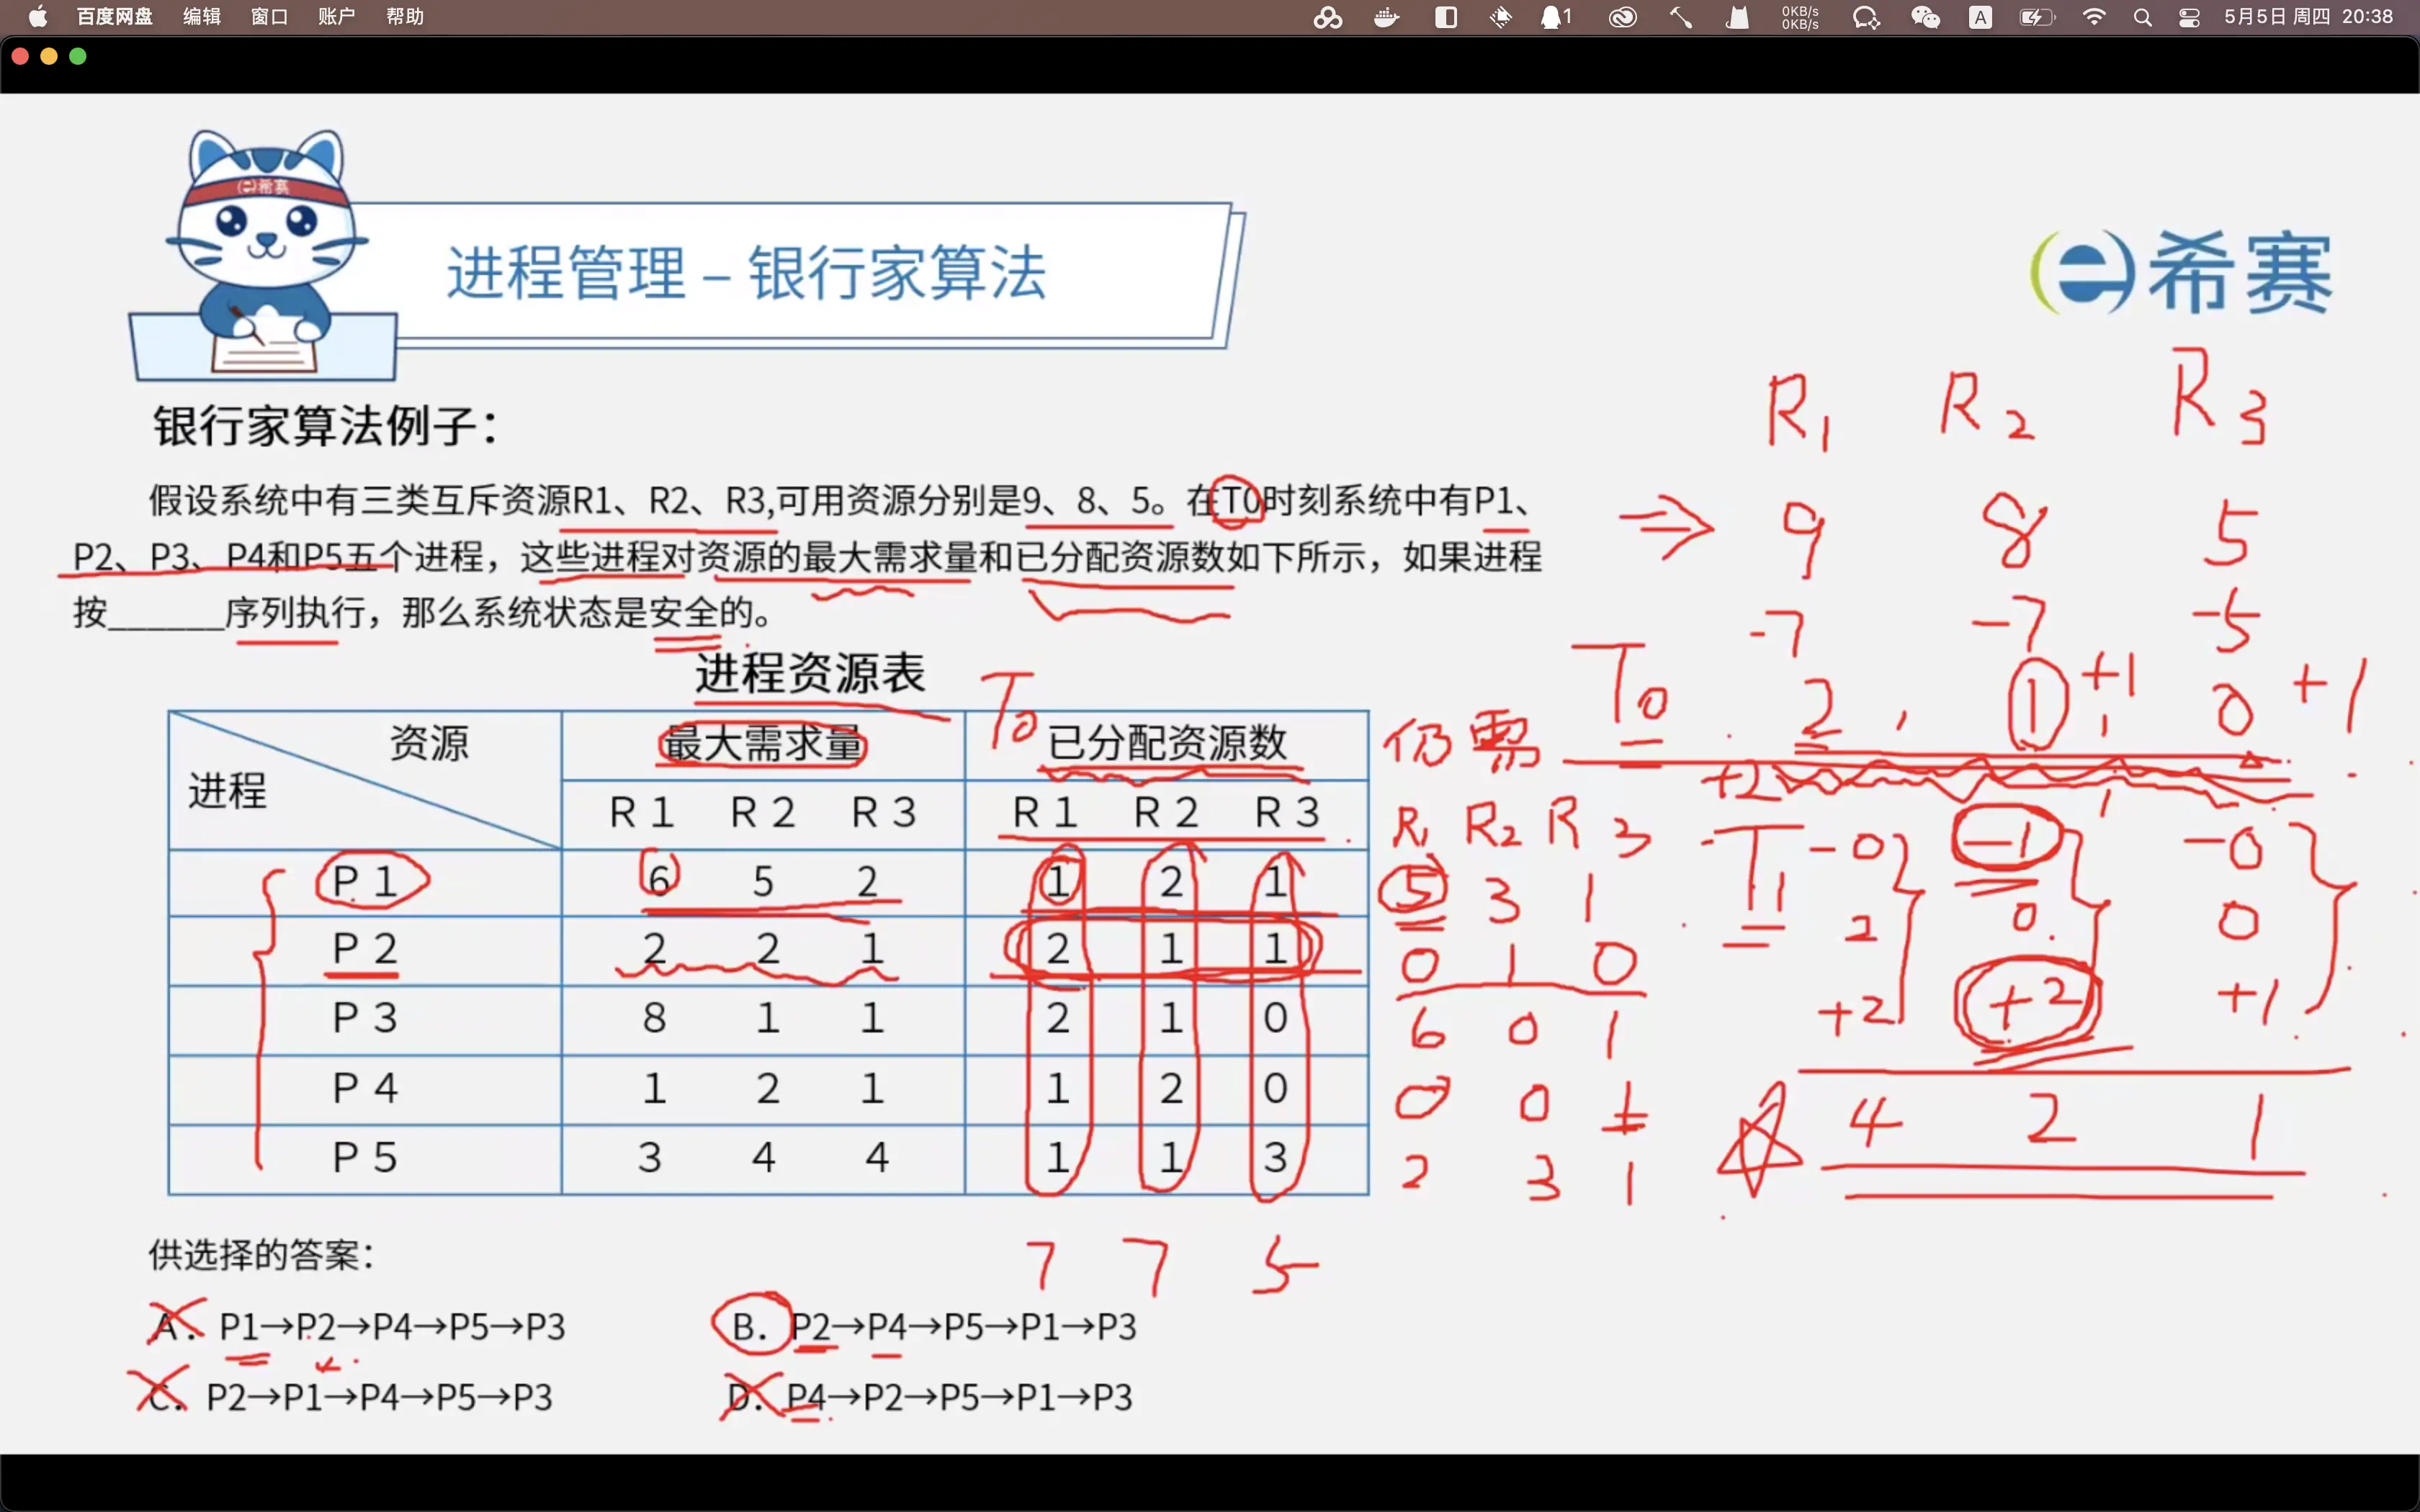 百度网盘 编辑 窗口 账户 帮助 1 0KB/s 0KB/s A 5月5日 周四 20:38
希赛
进程管理 – 银行家算法
希赛
R1 R2 R3
银行家算法例子：
假设系统中有三类互斥资源R1、R2、R3,可用资源分别是9、8、5。在T0时刻系统中有P1、
P2、P3、P4和P5五个进程，这些进程对资源的最大需求量和已分配资源数如下所示，如果进程
按______序列执行，那么系统状态是安全的。
9 8 5
-7 -7 -5
T0 2 , 1 +1 , 0 +1
进程资源表
T0
资源 最大需求量 已分配资源数 仍需
进程
R 1 R 2 R 3 R 1 R 2 R 3 R1 R2 R3
P 1 6 5 2 1 2 1 5 3 1
P 2 2 2 1 2 1 1 0 1 0
P 3 8 1 1 2 1 0 6 0 1
P 4 1 2 1 1 2 0 0 0 1
P 5 3 4 4 1 1 3 2 3 1
+2
T1 -0 -1 -0
2 0 0
+2 +2 +1
4 2 1
7 7 5
供选择的答案：
A. P1→P2→P4→P5→P3 B. P2→P4→P5→P1→P3
C. P2→P1→P4→P5→P3 D. P4→P2→P5→P1→P3